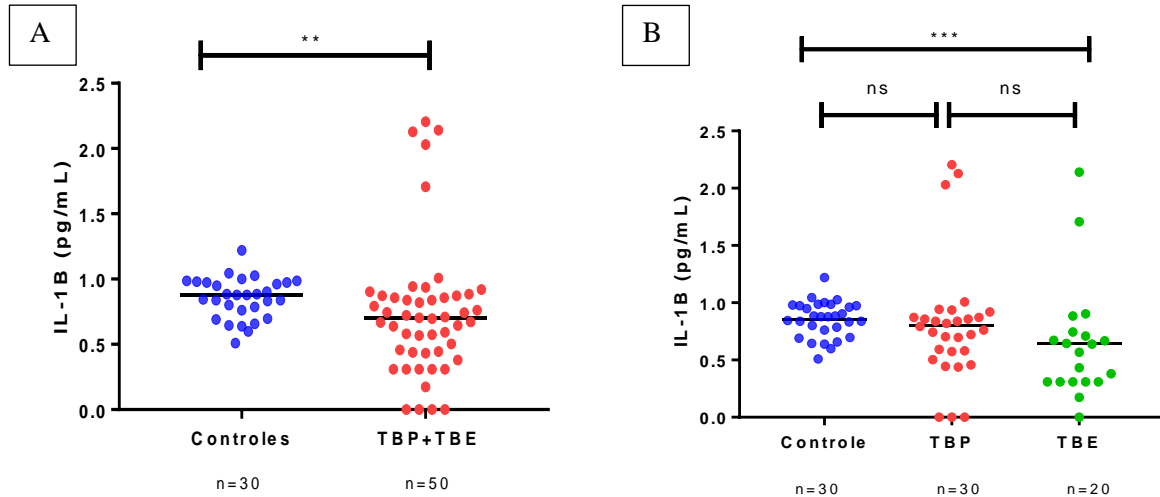 A
**
IL-1B (pg/mL)
2.5
2.0
1.5
1.0
0.5
0.0
Controles
TBP+TBE
n=30
n=50
B
***
ns
ns
IL-1B (pg/mL)
2.5
2.0
1.5
1.0
0.5
0.0
Controle
TBP
TBE
n=30
n=30
n=20